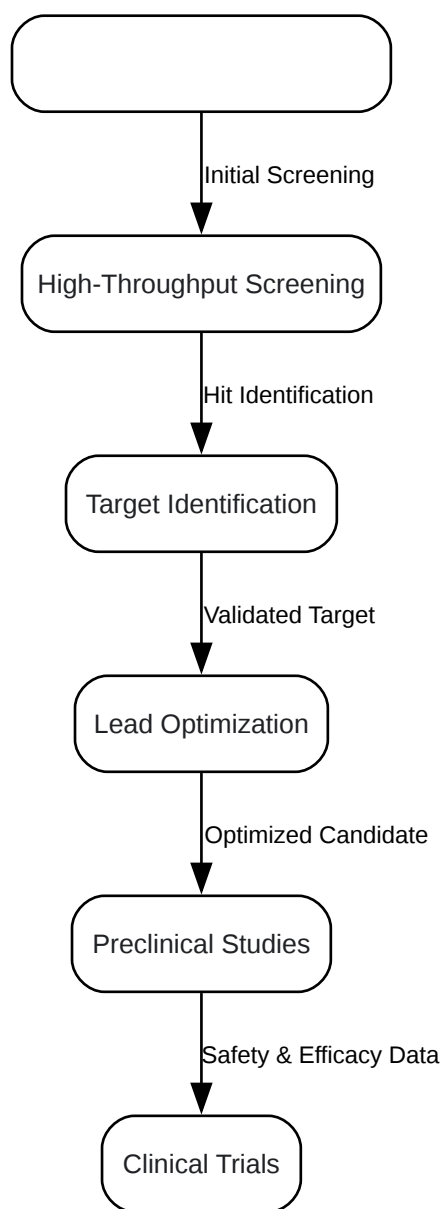 Initial Screening
High-Throughput Screening
Hit Identification
Target Identification
Validated Target
Lead Optimization
Optimized Candidate
Preclinical Studies
Safety & Efficacy Data
Clinical Trials